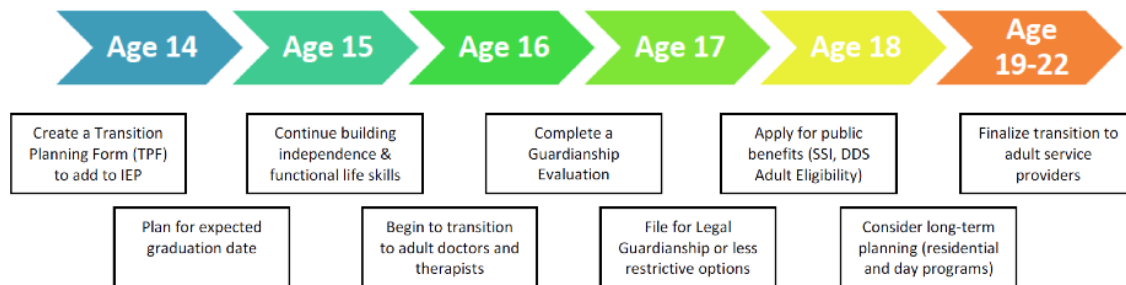 Age 14
Age 15
Age 16
Age 17
Age 18
Age
19-22
Create a Transition
Planning Form (TPF)
to add to IEP
Continue building
independence &
functional life skills
Complete a
Guardianship
Evaluation
Apply for public
benefits (SSI, DDS
Adult Eligibility)
Finalize transition to
adult service
providers
Plan for expected
graduation date
Begin to transition
to adult doctors and
therapists
File for Legal
Guardianship or less
restrictive options
Consider long-term
planning (residential
and day programs)